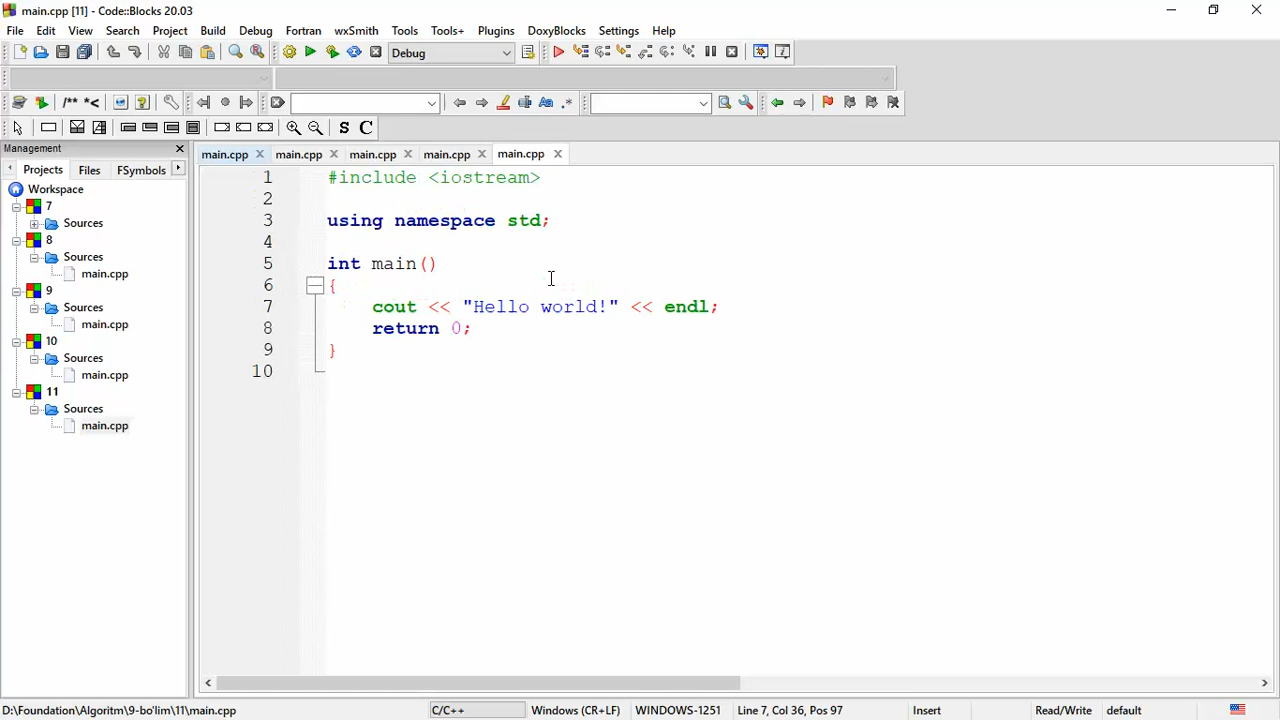 main.cpp [11] - Code::Blocks 20.03
File Edit View Search Project Build Debug Fortran wxSmith Tools Tools+ Plugins DoxyBlocks Settings Help
Debug
/** *<
Aa .*
S C
Management
Projects Files FSymbols
main.cpp main.cpp main.cpp main.cpp main.cpp
Workspace
7
Sources
8
Sources
main.cpp
9
Sources
main.cpp
10
Sources
main.cpp
11
Sources
main.cpp
1 #include <iostream>
2
3 using namespace std;
4
5 int main()
6 {
7 cout << "Hello world!" << endl;
8 return 0;
9 }
10
D:\Foundation\Algoritm\9-bo'lim\11\main.cpp C/C++ Windows (CR+LF) WINDOWS-1251 Line 7, Col 36, Pos 97 Insert Read/Write default